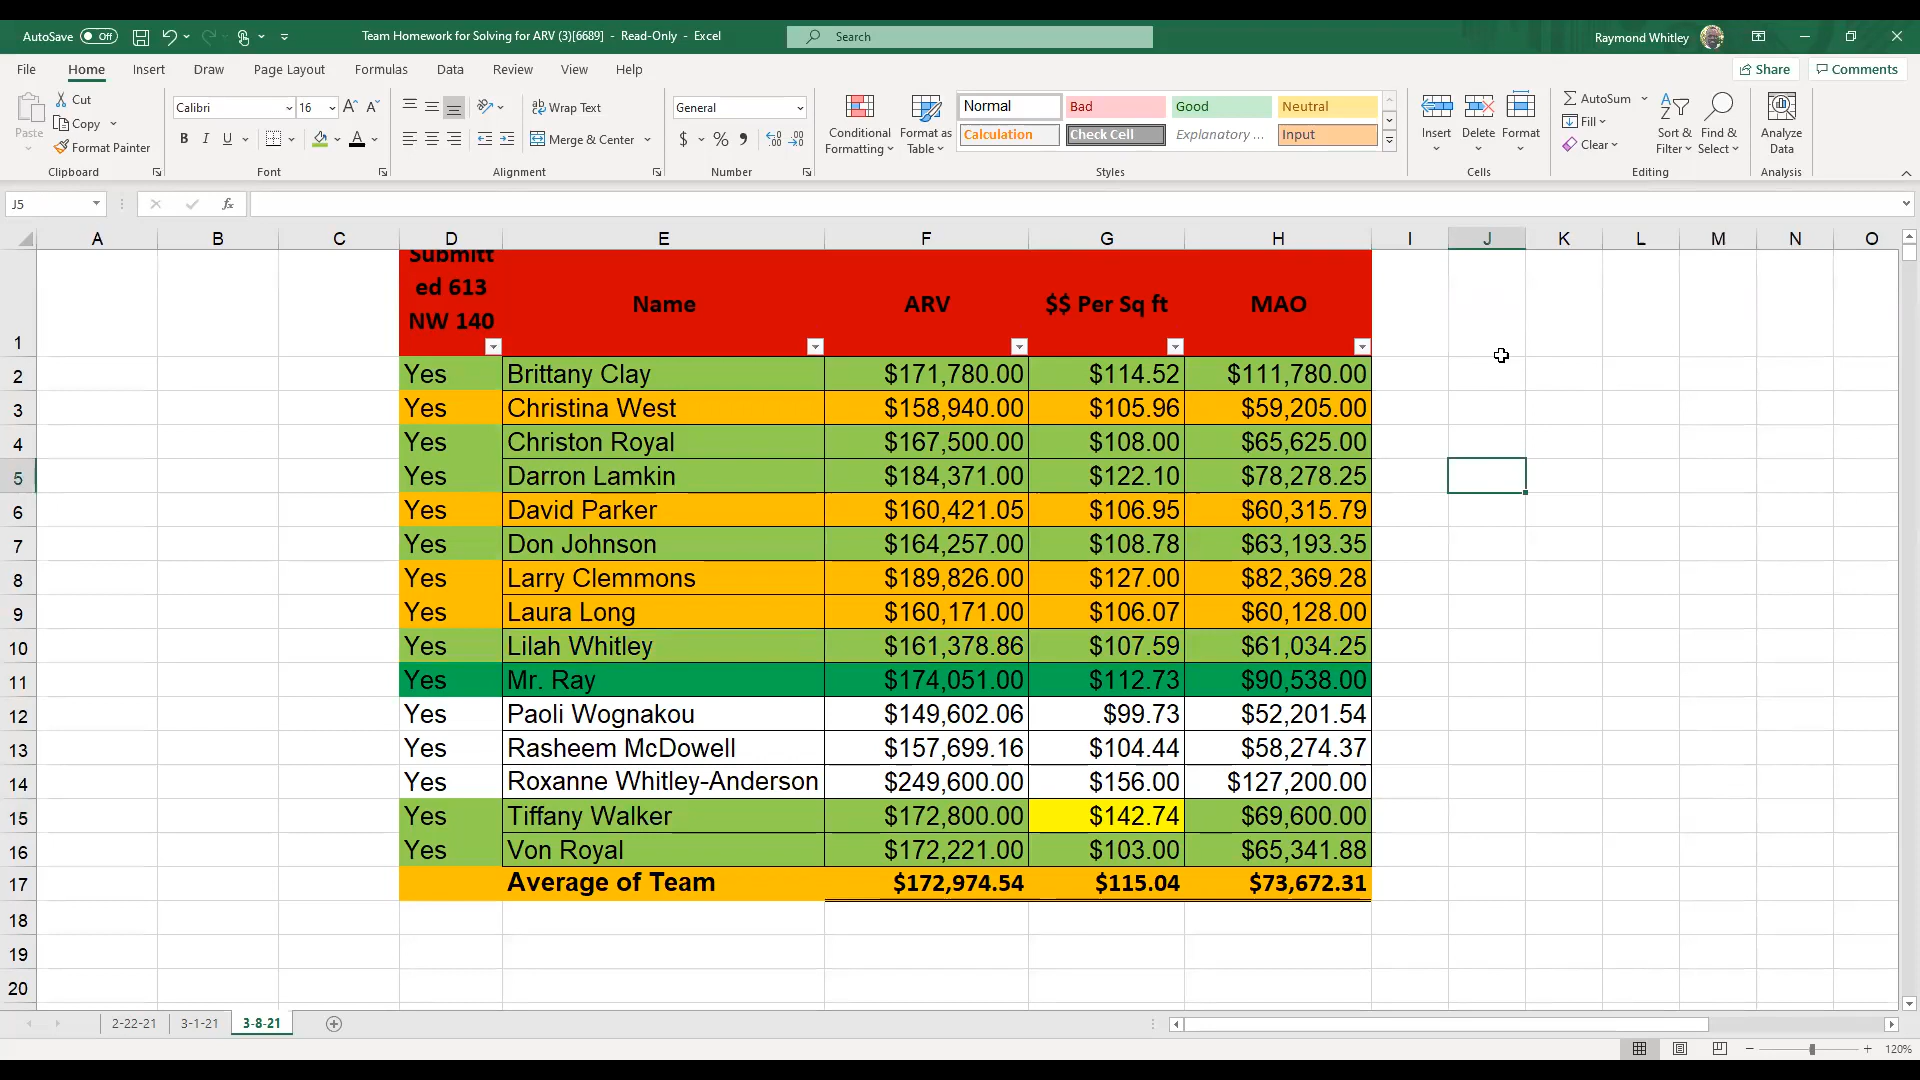 AutoSave Off Team Homework for Solving for ARV (3)[6689] - Read-Only - Excel Search Raymond Whitley
File Home Insert Draw Page Layout Formulas Data Review View Help Share Comments
Paste Cut Copy Format Painter
Calibri 16
B I U A
Wrap Text
Merge & Center
General
$ % ,
Conditional Formatting Format as Table
Normal Bad Good Neutral
Calculation Check Cell Explanatory ... Input
Insert Delete Format
AutoSum Fill Clear
Sort & Filter Find & Select
Analyze Data
Clipboard Font Alignment Number Styles Cells Editing Analysis
J5 fx
A B C D E F G H I J K L M N O
1 Submitt
ed 613
NW 140 Name ARV $$ Per Sq ft MAO
2 Yes Brittany Clay $171,780.00 $114.52 $111,780.00
3 Yes Christina West $158,940.00 $105.96 $59,205.00
4 Yes Christon Royal $167,500.00 $108.00 $65,625.00
5 Yes Darron Lamkin $184,371.00 $122.10 $78,278.25
6 Yes David Parker $160,421.05 $106.95 $60,315.79
7 Yes Don Johnson $164,257.00 $108.78 $63,193.35
8 Yes Larry Clemmons $189,826.00 $127.00 $82,369.28
9 Yes Laura Long $160,171.00 $106.07 $60,128.00
10 Yes Lilah Whitley $161,378.86 $107.59 $61,034.25
11 Yes Mr. Ray $174,051.00 $112.73 $90,538.00
12 Yes Paoli Wognakou $149,602.06 $99.73 $52,201.54
13 Yes Rasheem McDowell $157,699.16 $104.44 $58,274.37
14 Yes Roxanne Whitley-Anderson $249,600.00 $156.00 $127,200.00
15 Yes Tiffany Walker $172,800.00 $142.74 $69,600.00
16 Yes Von Royal $172,221.00 $103.00 $65,341.88
17 Average of Team $172,974.54 $115.04 $73,672.31
18
19
20
2-22-21 3-1-21 3-8-21
120%